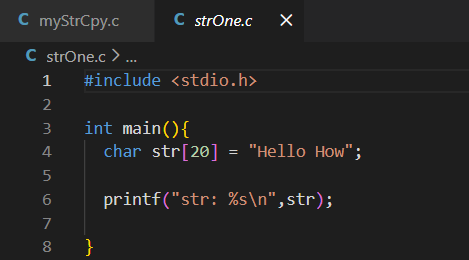 C myStrCpy.c C strOne.c ×
C strOne.c > ...
1 #include <stdio.h>
2
3 int main(){
4 char str[20] = "Hello How";
5
6 printf("str: %s\n",str);
7
8 }